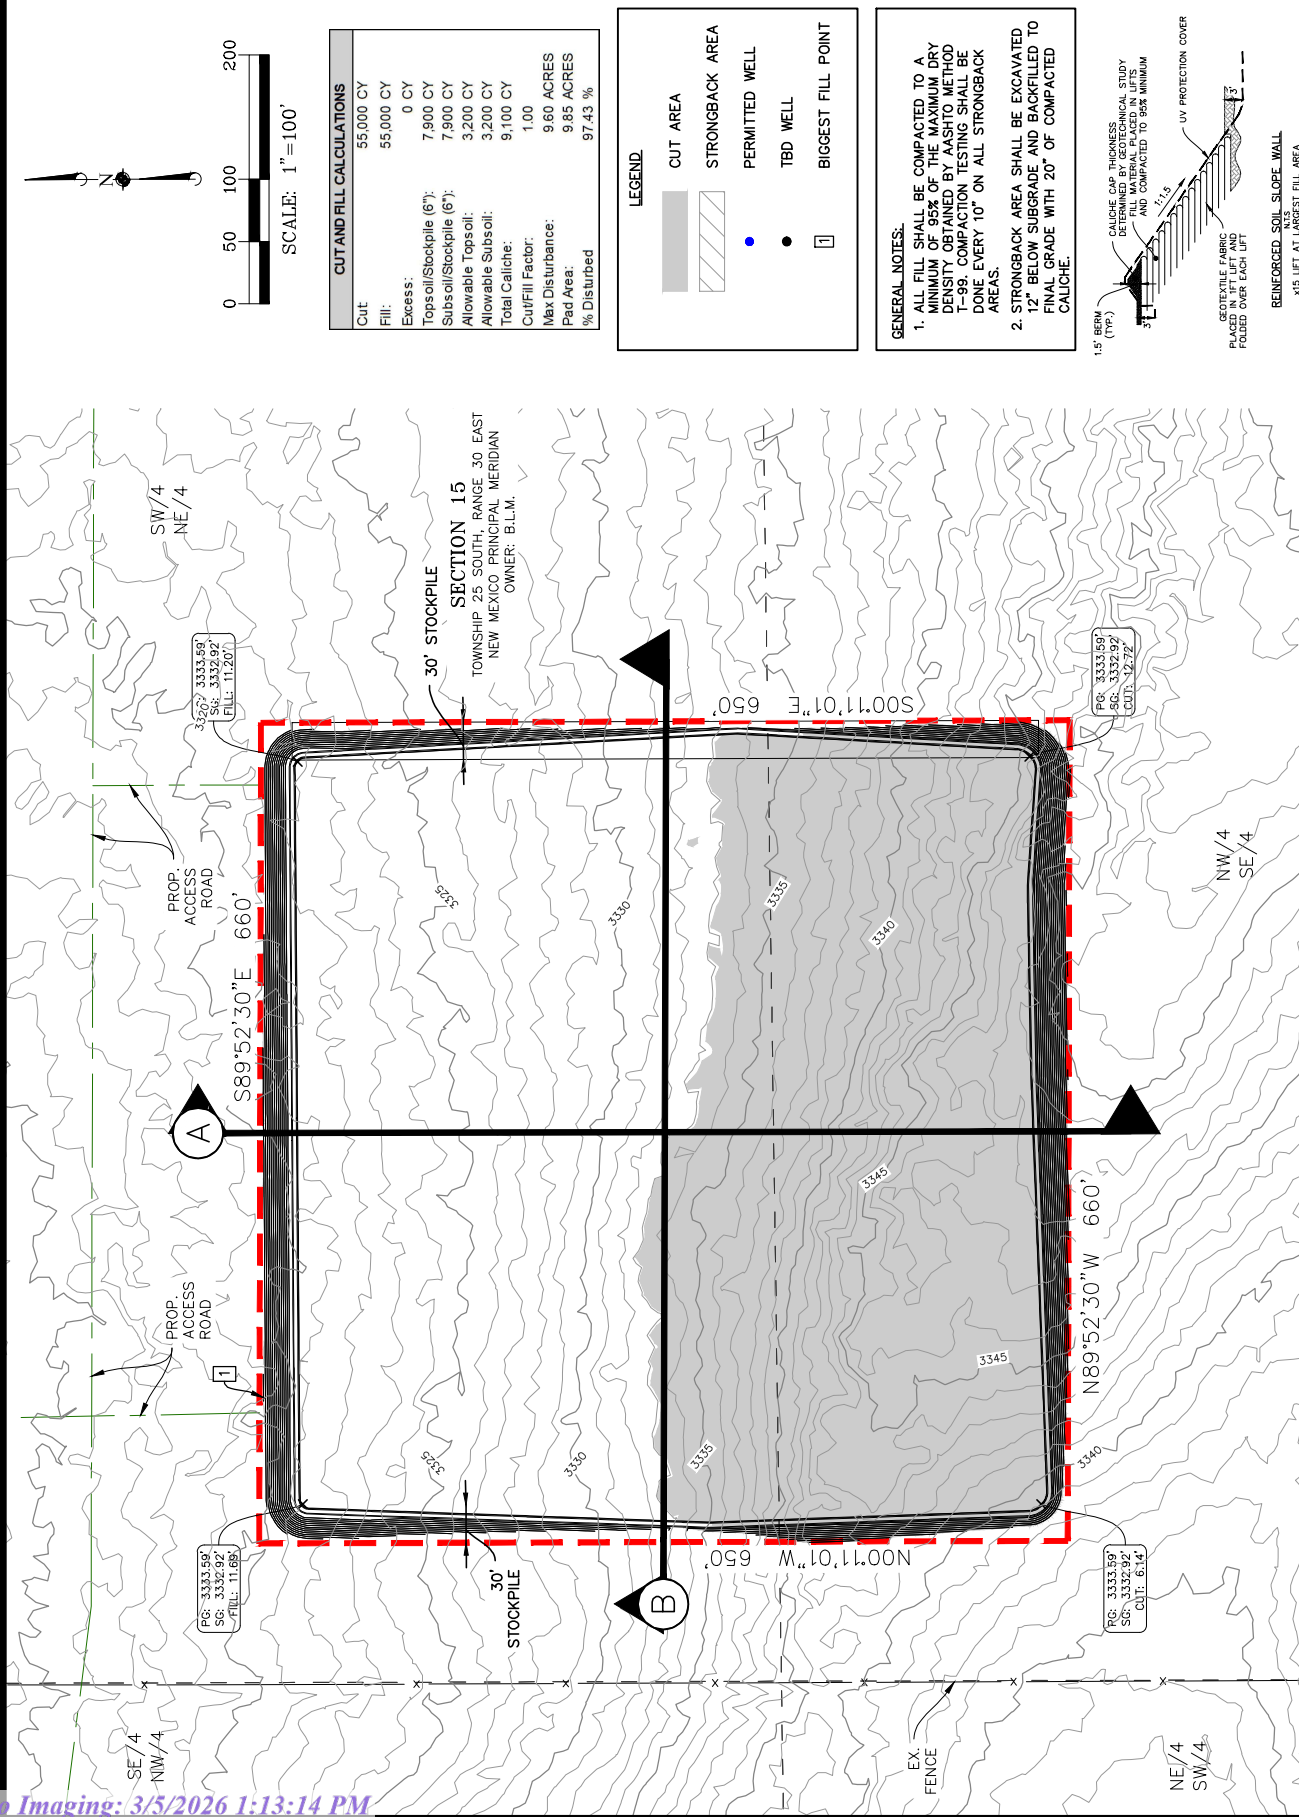 0
50
100
200
SCALE: 1"=100'
N
CUT AND FILL CALCULATIONS
Cut: 55,000 CY
Fill: 55,000 CY
Excess: 0 CY
Topsoil/Stockpile (6"): 7,900 CY
Subsoil/Stockpile (6"): 7,900 CY
Allowable Topsoil: 3,200 CY
Allowable Subsoil: 3,200 CY
Total Caliche: 9,100 CY
Cut/Fill Factor: 1.00
Max Disturbance: 9.60 ACRES
Pad Area: 9.85 ACRES
% Disturbed 97.43 %
LEGEND
CUT AREA
STRONGBACK AREA
PERMITTED WELL
TBD WELL
1 BIGGEST FILL POINT
GENERAL NOTES:
1. ALL FILL SHALL BE COMPACTED TO A
MINIMUM OF 95% OF THE MAXIMUM DRY
DENSITY OBTAINED BY AASHTO METHOD
T-99. COMPACTION TESTING SHALL BE
DONE EVERY 10" ON ALL STRONGBACK
AREAS.
2. STRONGBACK AREA SHALL BE EXCAVATED
12" BELOW SUBGRADE AND BACKFILLED TO
FINAL GRADE WITH 20" OF COMPACTED
CALICHE.
1.5' BERM
(TYP.)
CALICHE CAP THICKNESS
DETERMINED BY GEOTECHNICAL STUDY
FILL MATERIAL PLACED IN LIFTS
AND COMPACTED TO 95% MINIMUM
UV PROTECTION COVER
1:1.5
3'
3'
GEOTEXTILE FABRIC
PLACED IN 1FT LIFT AND
FOLDED OVER EACH LIFT
REINFORCED SOIL SLOPE WALL
N.T.S
x15 LIFT AT LARGEST FILL AREA
SW/4
NE/4
SECTION 15
TOWNSHIP 25 SOUTH, RANGE 30 EAST
NEW MEXICO PRINCIPAL MERIDIAN
OWNER: B.L.M.
30' STOCKPILE
3320
PG: 3333.59'
SG: 3332.92'
FILL: 11.20'
PG: 3333.59'
SG: 3332.92'
CUT: 12.72'
PROP.
ACCESS
ROAD
S89°52'30"E 660'
650' S00°11'01"E
3325
3330
3335
3340
NW/4
SE/4
A
3345
N89°52'30"W 660'
PROP.
ACCESS
ROAD
1
3345
3325
3330
3335
3340
PG: 3333.59'
SG: 3332.92'
FILL: 11.69'
30'
STOCKPILE
650' N00°11'01"W
B
PG: 3333.59'
SG: 3332.92'
CUT: 6.14'
EX.
FENCE
SE/4
NW/4
NE/4
SW/4
o Imaging: 3/5/2026 1:13:14 PM